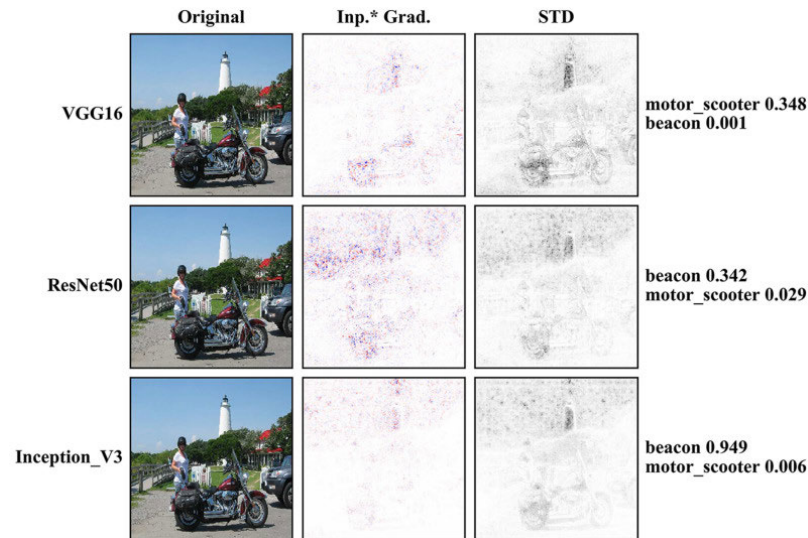 Original Inp.* Grad. STD
VGG16
motor_scooter 0.348
beacon 0.001
ResNet50
beacon 0.342
motor_scooter 0.029
Inception_V3
beacon 0.949
motor_scooter 0.006